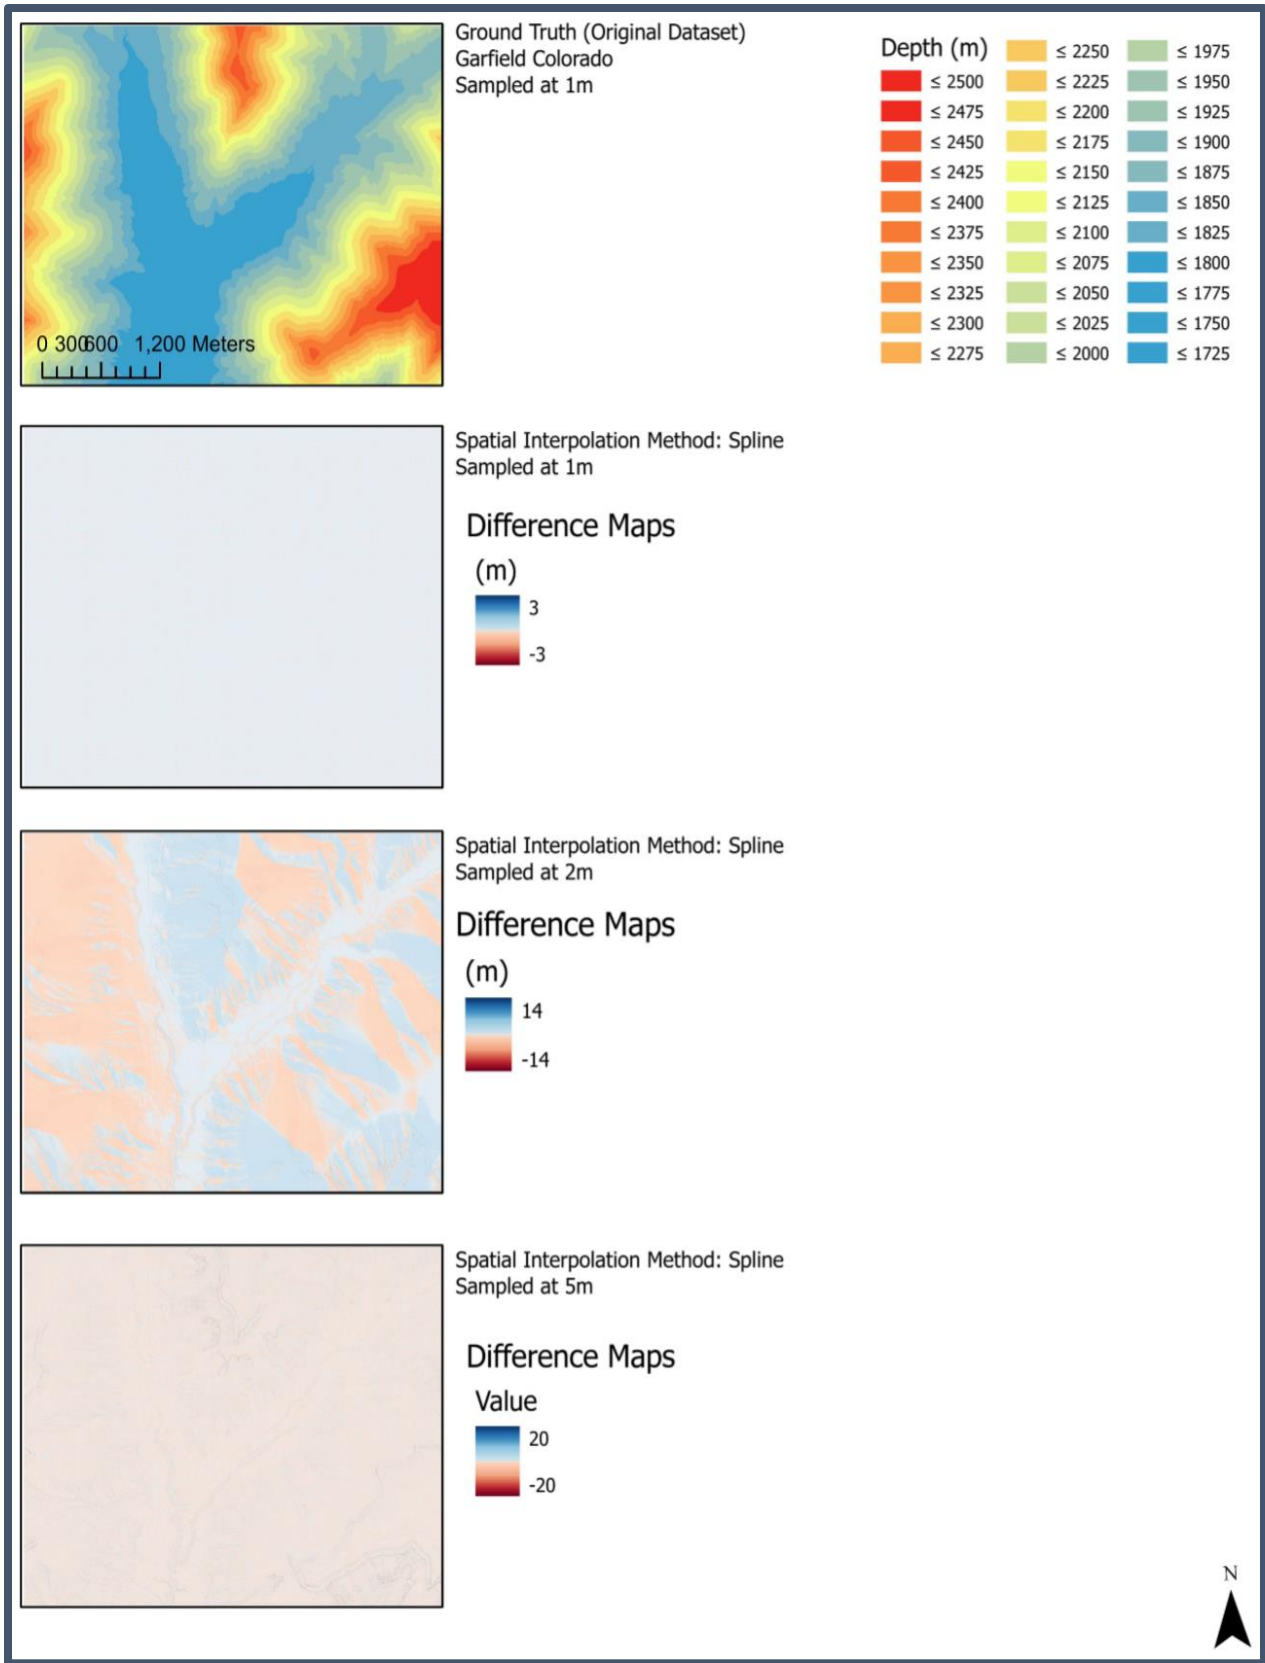 Ground Truth (Original Dataset)
Garfield Colorado
Sampled at 1m
Depth (m)
≤ 2500
≤ 2475
≤ 2450
≤ 2425
≤ 2400
≤ 2375
≤ 2350
≤ 2325
≤ 2300
≤ 2275
≤ 2250
≤ 2225
≤ 2200
≤ 2175
≤ 2150
≤ 2125
≤ 2100
≤ 2075
≤ 2050
≤ 2025
≤ 2000
≤ 1975
≤ 1950
≤ 1925
≤ 1900
≤ 1875
≤ 1850
≤ 1825
≤ 1800
≤ 1775
≤ 1750
≤ 1725
0 300600 1,200 Meters
Spatial Interpolation Method: Spline
Sampled at 1m
Difference Maps
(m)
3
-3
Spatial Interpolation Method: Spline
Sampled at 2m
Difference Maps
(m)
14
-14
Spatial Interpolation Method: Spline
Sampled at 5m
Difference Maps
Value
20
-20
N